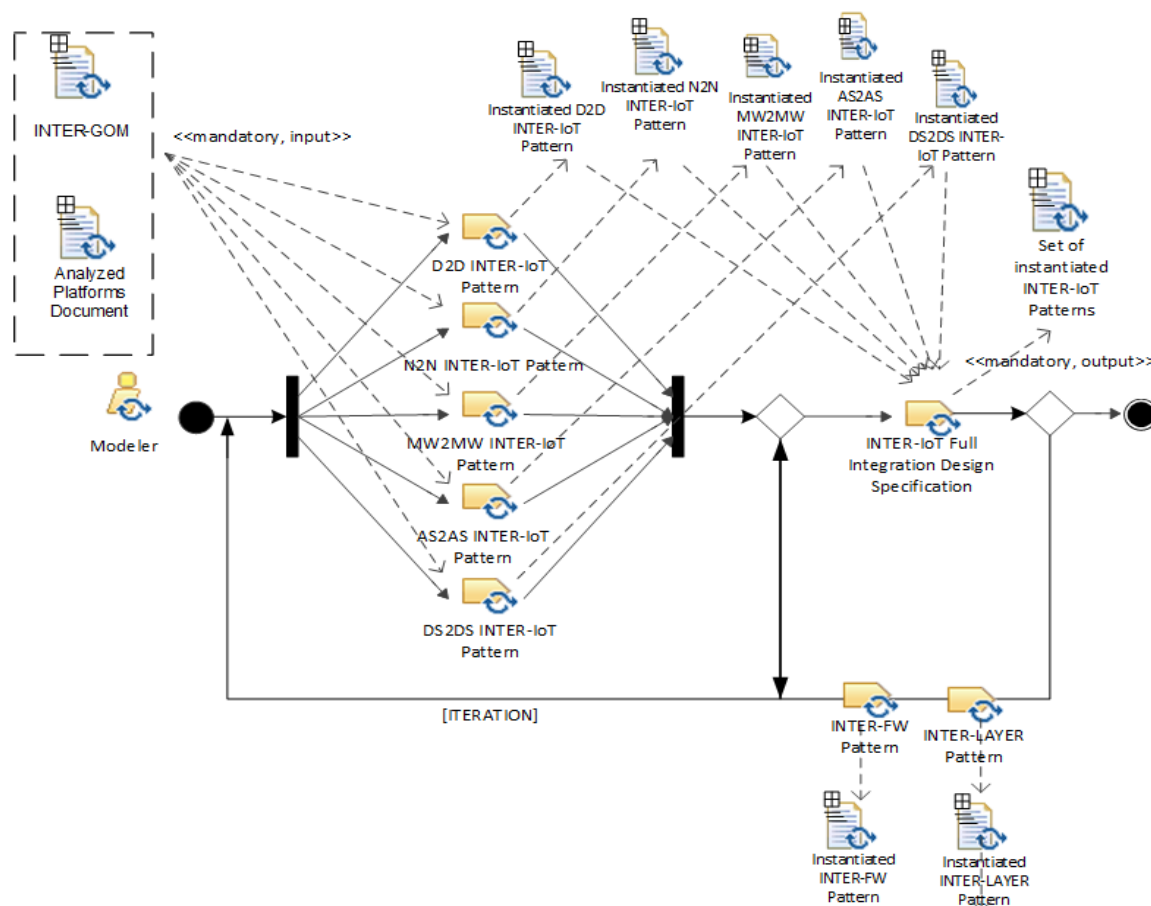 INTER-GOM
Analyzed
Platforms
Document
<<mandatory, input>>
Instantiated D2D
INTER-IoT
Pattern
Instantiated N2N
INTER-IoT
Pattern
Instantiated
MW2MW
INTER-IoT
Pattern
Instantiated
AS2AS
INTER-IoT
Pattern
Instantiated
DS2DS INTER-
IoT Pattern
Set of
instantiated
INTER-IoT
Patterns
<<mandatory, output>>
D2D INTER-IoT
Pattern
N2N INTER-IoT Pattern
MW2MW INTER-IoT
Pattern
AS2AS INTER-IoT
Pattern
DS2DS INTER-IoT
Pattern
Modeler
INTER-IoT Full
Integration Design
Specification
[ITERATION]
INTER-FW
Pattern
INTER-LAYER
Pattern
Instantiated
INTER-FW
Pattern
Instantiated
INTER-LAYER
Pattern